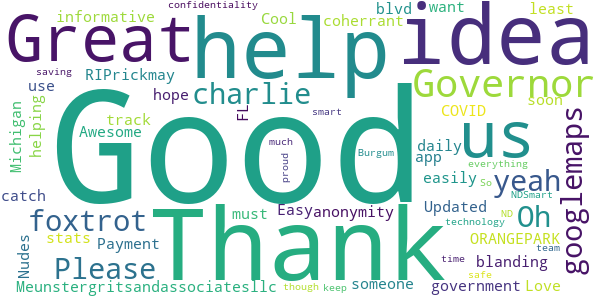 confidentiality
Great help idea
informative Cool coherrant blvd want least
RIPrickmay Governor
saving use hope charlie soon
Michigan helping track FL COVID googlemaps
Awesome smart
Good us
much daily app
proud Burgum everything
catch easily yeah
Easy anonymity So NDSmart
foxtrot must Updated Oh
Thank technology ND
stats Payment ORANGEPARK
Nudes Please team
time blanding
safe
Meunstergritsandassociatesllc though keep someone government Love